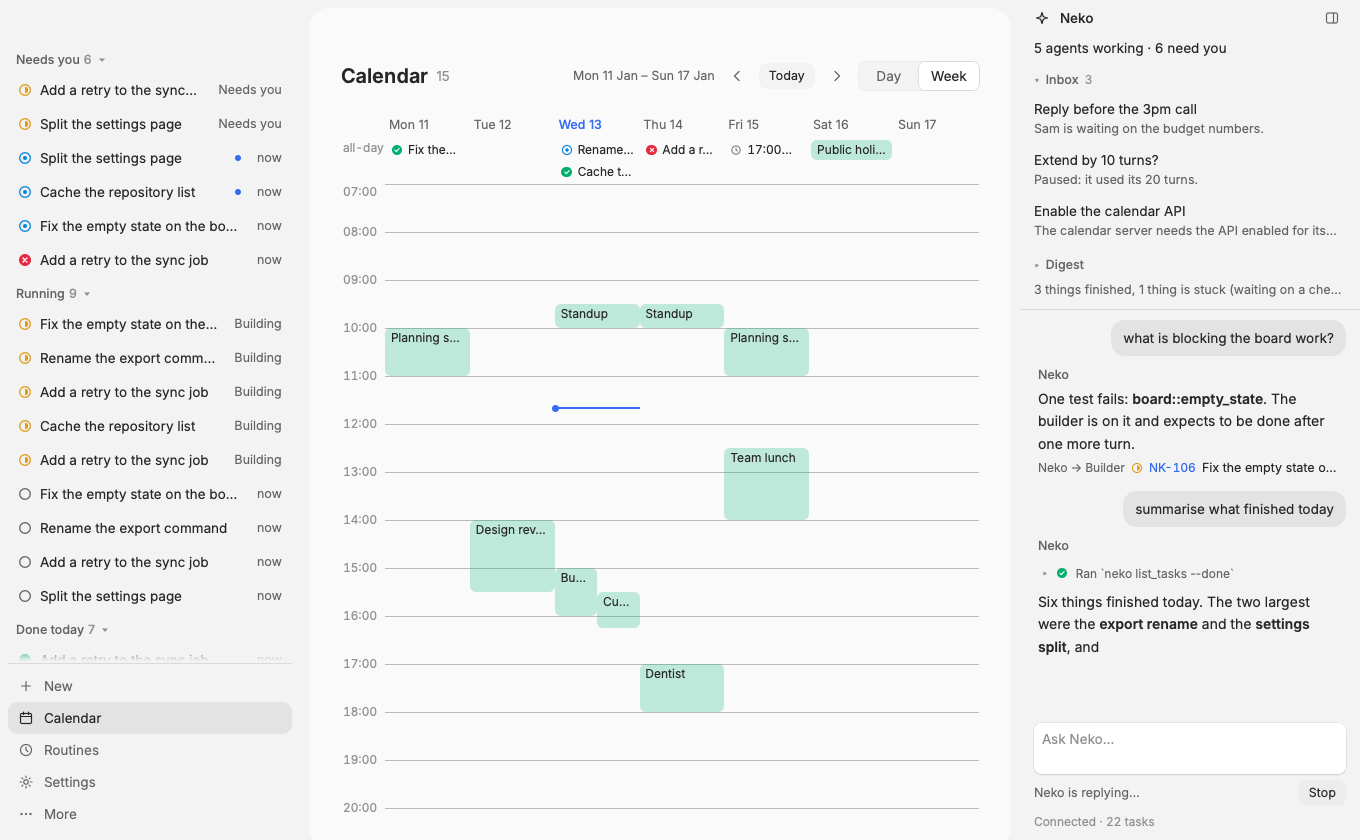 Needs you 6
Add a retry to the sync... Needs you
Split the settings page Needs you
Split the settings page now
Cache the repository list now
Fix the empty state on the bo... now
Add a retry to the sync job now
Running 9
Fix the empty state on the... Building
Rename the export comm... Building
Add a retry to the sync job Building
Cache the repository list Building
Add a retry to the sync job Building
Fix the empty state on the bo... now
Rename the export command now
Add a retry to the sync job now
Split the settings page now
Done today 7
Add a retry to the sync job now
New
Calendar
Routines
Settings
More
Calendar 15
Mon 11 Jan – Sun 17 Jan
Today
Day
Week
Mon 11 Tue 12 Wed 13 Thu 14 Fri 15 Sat 16 Sun 17
all-day Fix the... Rename... Add a r... 17:00... Public holi...
Cache t...
07:00
08:00
09:00
Standup Standup
10:00
Planning s... Planning s...
11:00
12:00
Team lunch
13:00
14:00
Design rev...
15:00
Bu...
Cu...
16:00
17:00
Dentist
18:00
19:00
20:00
Neko
5 agents working · 6 need you
Inbox 3
Reply before the 3pm call
Sam is waiting on the budget numbers.
Extend by 10 turns?
Paused: it used its 20 turns.
Enable the calendar API
The calendar server needs the API enabled for its...
Digest
3 things finished, 1 thing is stuck (waiting on a che...
what is blocking the board work?
Neko
One test fails: board::empty_state. The
builder is on it and expects to be done after
one more turn.
Neko → Builder NK-106 Fix the empty state o...
summarise what finished today
Neko
Ran `neko list_tasks --done`
Six things finished today. The two largest
were the export rename and the settings
split, and
Ask Neko...
Neko is replying...
Stop
Connected · 22 tasks